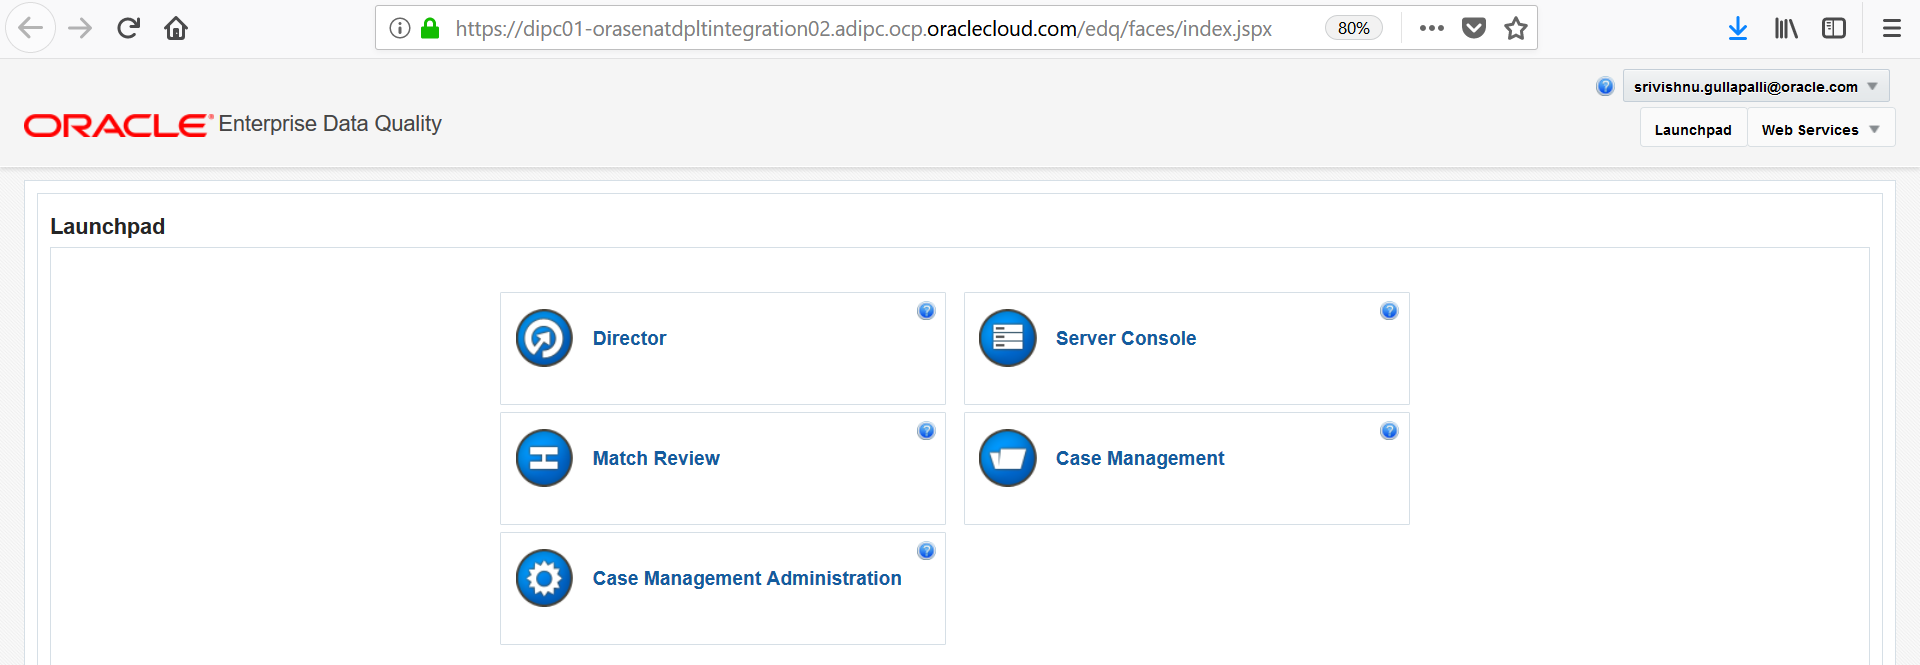 https://dipc01-orasenatdpltintegration02.adipc.ocp.oraclecloud.com/edq/faces/index.jspx 80%
srivishnu.gullapalli@oracle.com
ORACLE Enterprise Data Quality
Launchpad Web Services
Launchpad
Director Server Console
Match Review Case Management
Case Management Administration